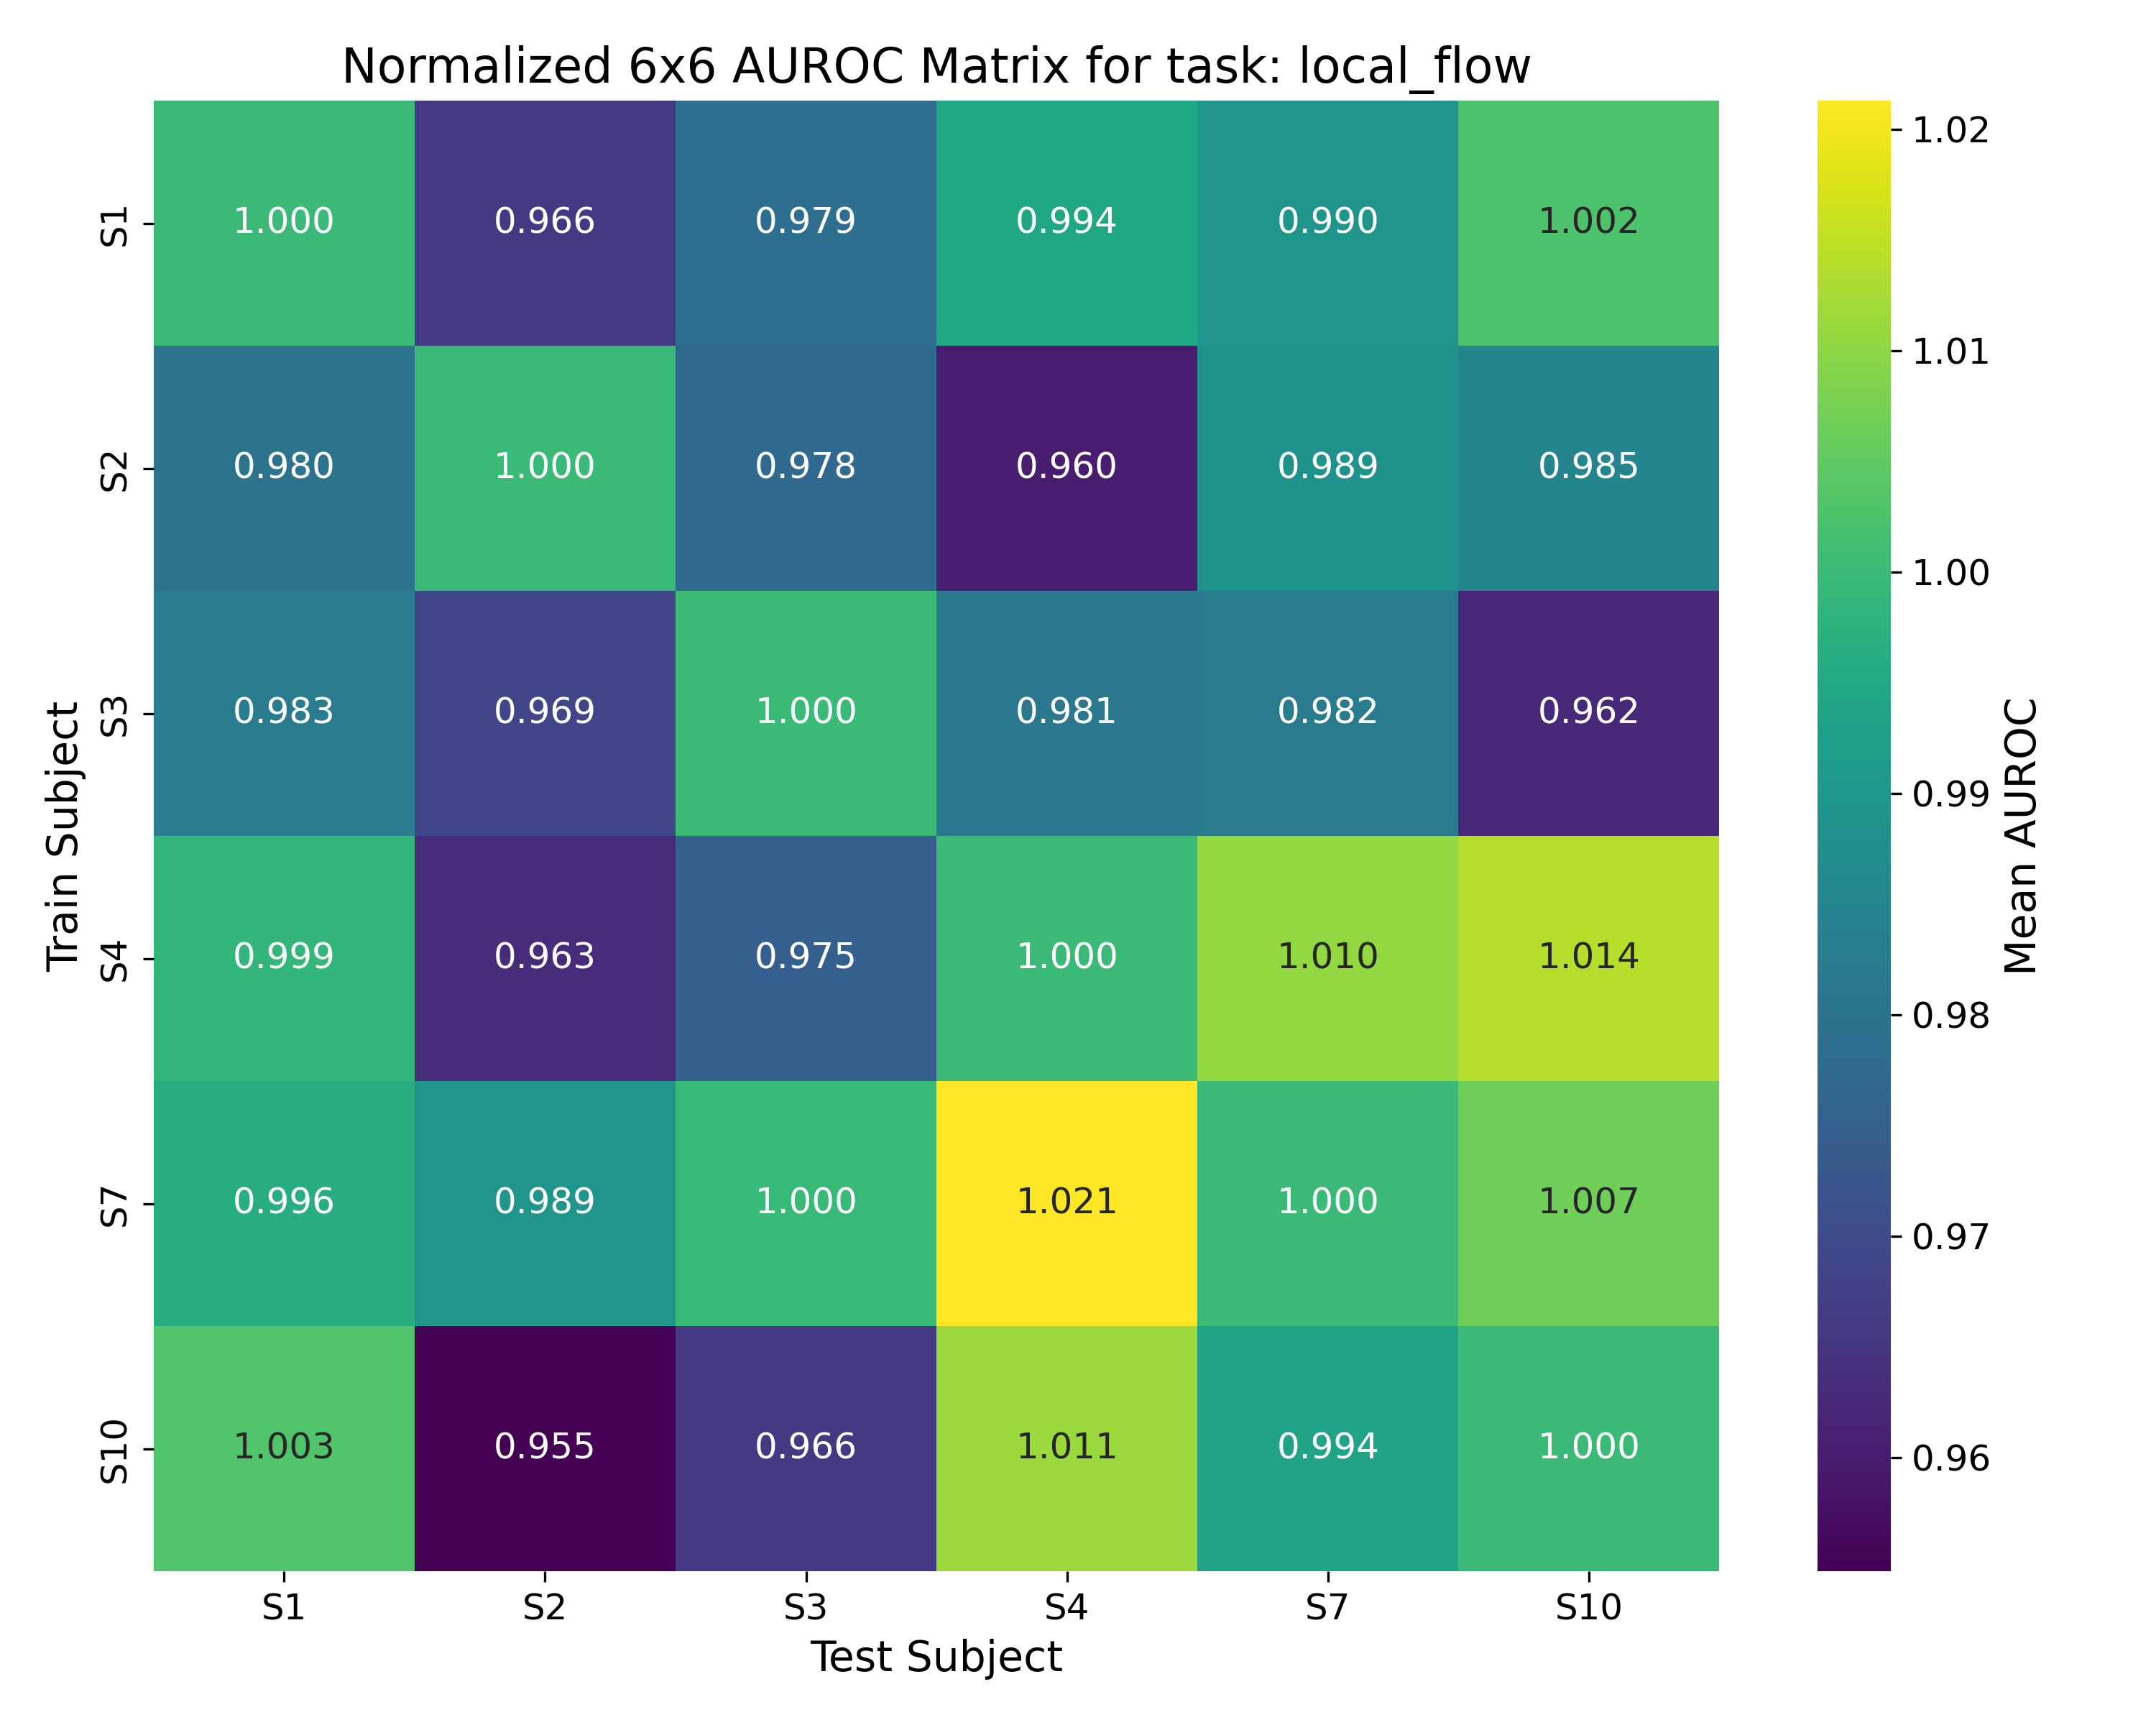 Normalized 6x6 AUROC Matrix for task: local_flow
Train Subject
S1
1.000 0.966 0.979 0.994 0.990 1.002
S2
0.980 1.000 0.978 0.960 0.989 0.985
S3
0.983 0.969 1.000 0.981 0.982 0.962
S4
0.999 0.963 0.975 1.000 1.010 1.014
S7
0.996 0.989 1.000 1.021 1.000 1.007
S10
1.003 0.955 0.966 1.011 0.994 1.000
S1 S2 S3 S4 S7 S10
Test Subject
1.02
1.01
1.00
0.99
0.98
0.97
0.96
Mean AUROC